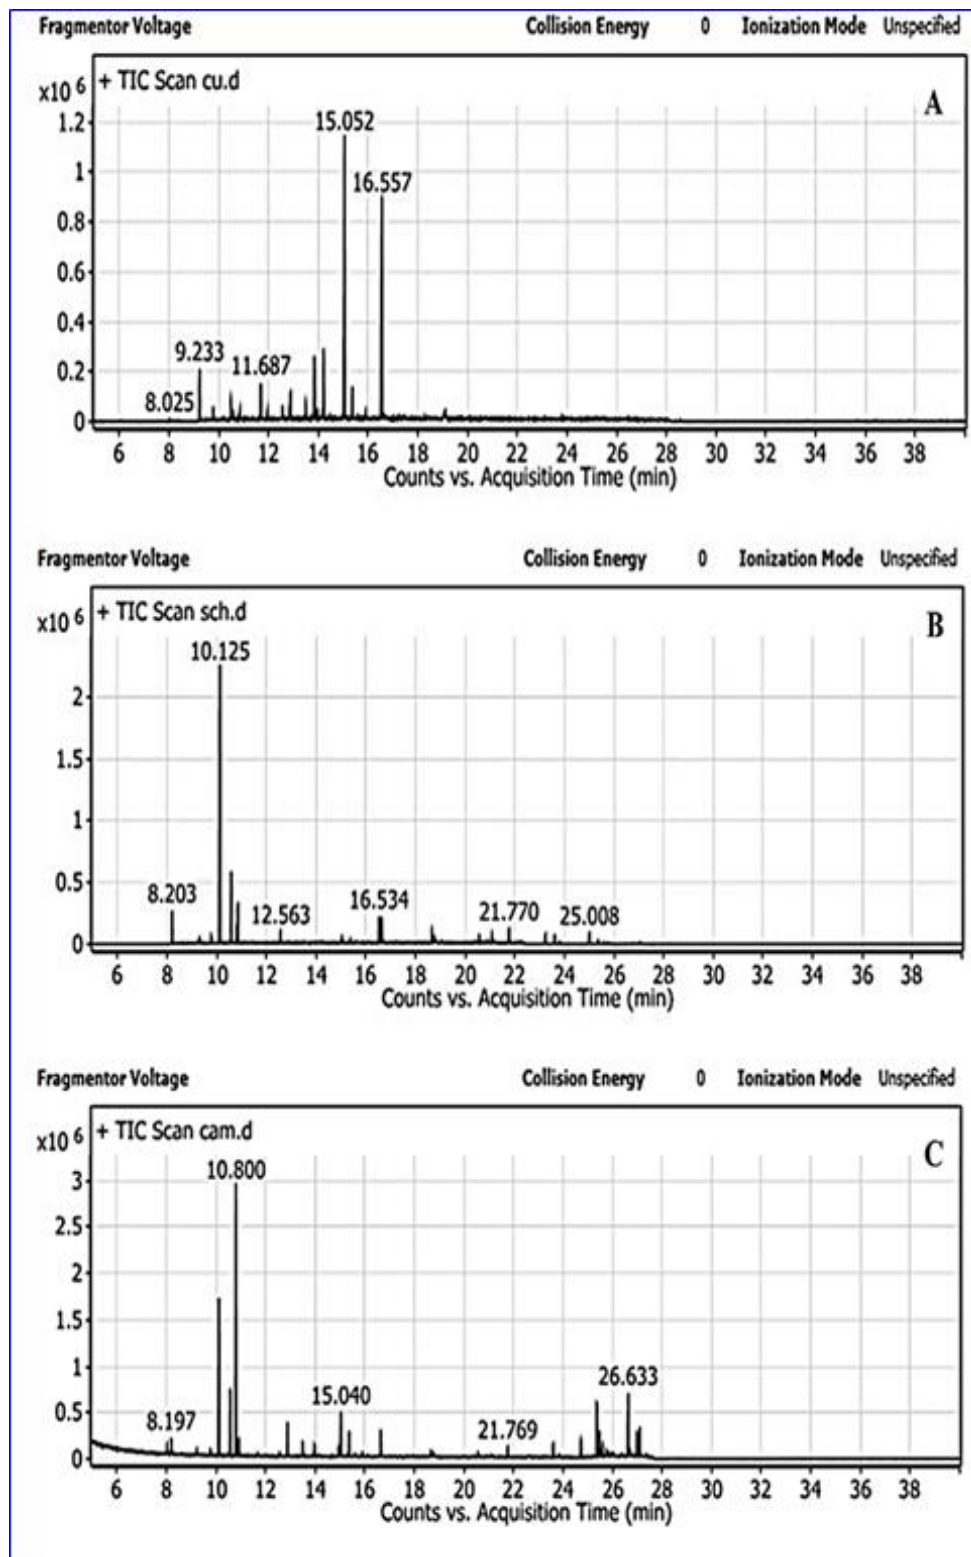 Fragmentor Voltage Collision Energy 0 Ionization Mode Unspecified
+ TIC Scan cu.d
A
x10 6
15.052
1.2
1
16.557
0.8
0.6
0.4
9.233
11.687
0.2
8.025
0
6 8 10 12 14 16 18 20 22 24 26 28 30 32 34 36 38
Counts vs. Acquisition Time (min)
Fragmentor Voltage Collision Energy 0 Ionization Mode Unspecified
+ TIC Scan sch.d
B
x10 6
10.125
2
1.5
1
0.5
8.203
12.563
16.534
21.770
25.008
0
6 8 10 12 14 16 18 20 22 24 26 28 30 32 34 36 38
Counts vs. Acquisition Time (min)
Fragmentor Voltage Collision Energy 0 Ionization Mode Unspecified
+ TIC Scan cam.d
C
x10 6
10.800
3
2.5
2
1.5
1
26.633
0.5
15.040
8.197
21.769
0
6 8 10 12 14 16 18 20 22 24 26 28 30 32 34 36 38
Counts vs. Acquisition Time (min)